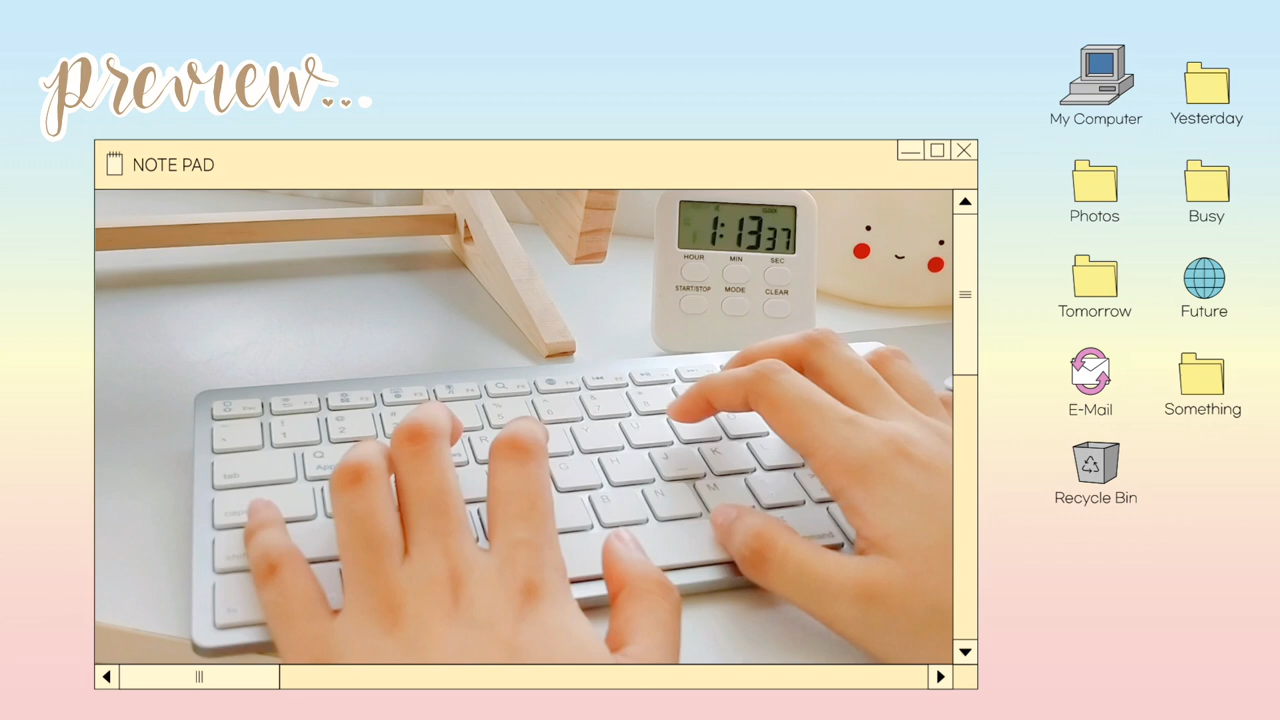 preview...
NOTE PAD
1:13 37
HOUR MIN SEC
START/STOP MODE CLEAR
tab
My Computer
Yesterday
Photos
Busy
Tomorrow
Future
E-Mail
Something
Recycle Bin